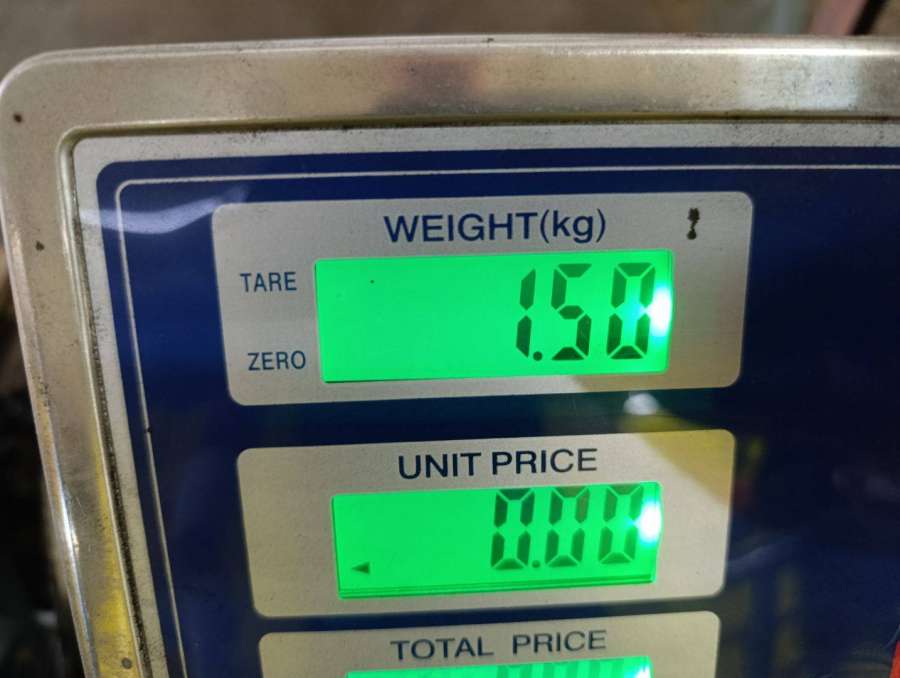 WEIGHT(kg)
TARE
1.50
ZERO
UNIT PRICE
0.00
TOTAL PRICE